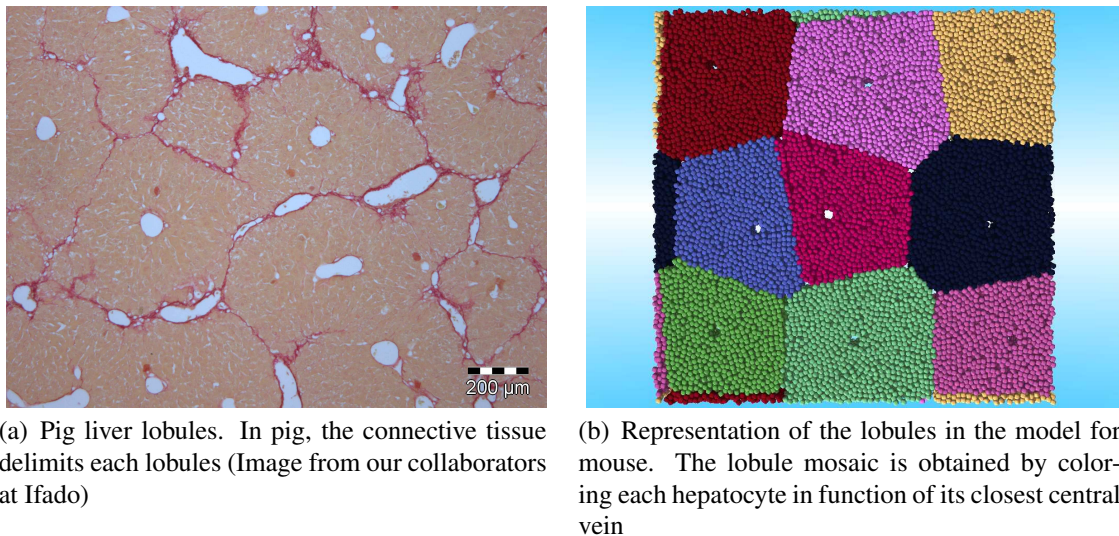 200 µm
(a) Pig liver lobules. In pig, the connective tissue
delimits each lobules (Image from our collaborators
at Ifado)
(b) Representation of the lobules in the model for
mouse. The lobule mosaic is obtained by color-
ing each hepatocyte in function of its closest central
vein